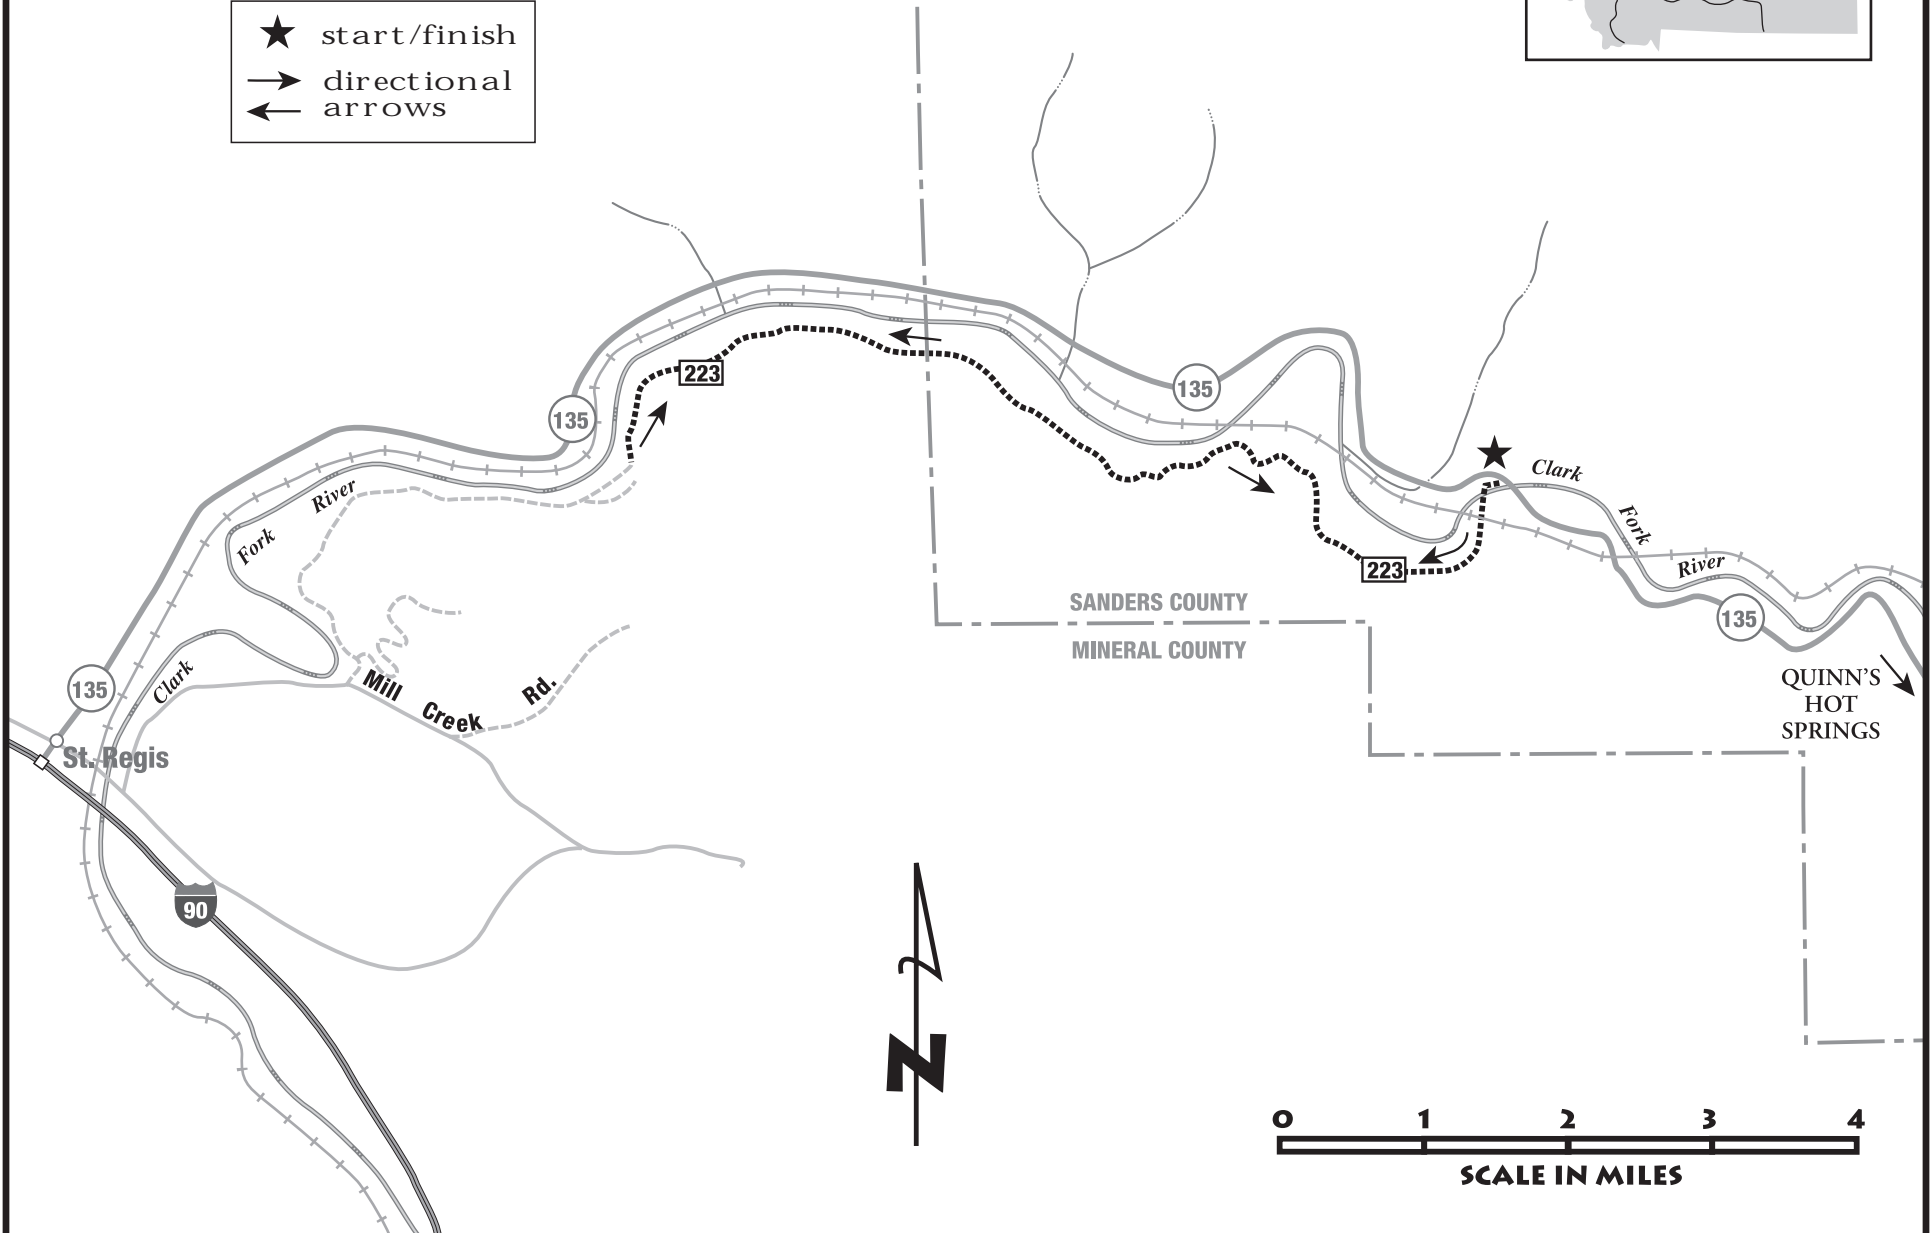 start/finish
directional
arrows
135
223
135
135
223
135
135
90
Clark
Fork
River
Clark
Fork
River
SANDERS COUNTY
MINERAL COUNTY
Mill
Creek
Rd.
St. Regis
QUINN'S
HOT
SPRINGS
N
0 1 2 3 4
SCALE IN MILES